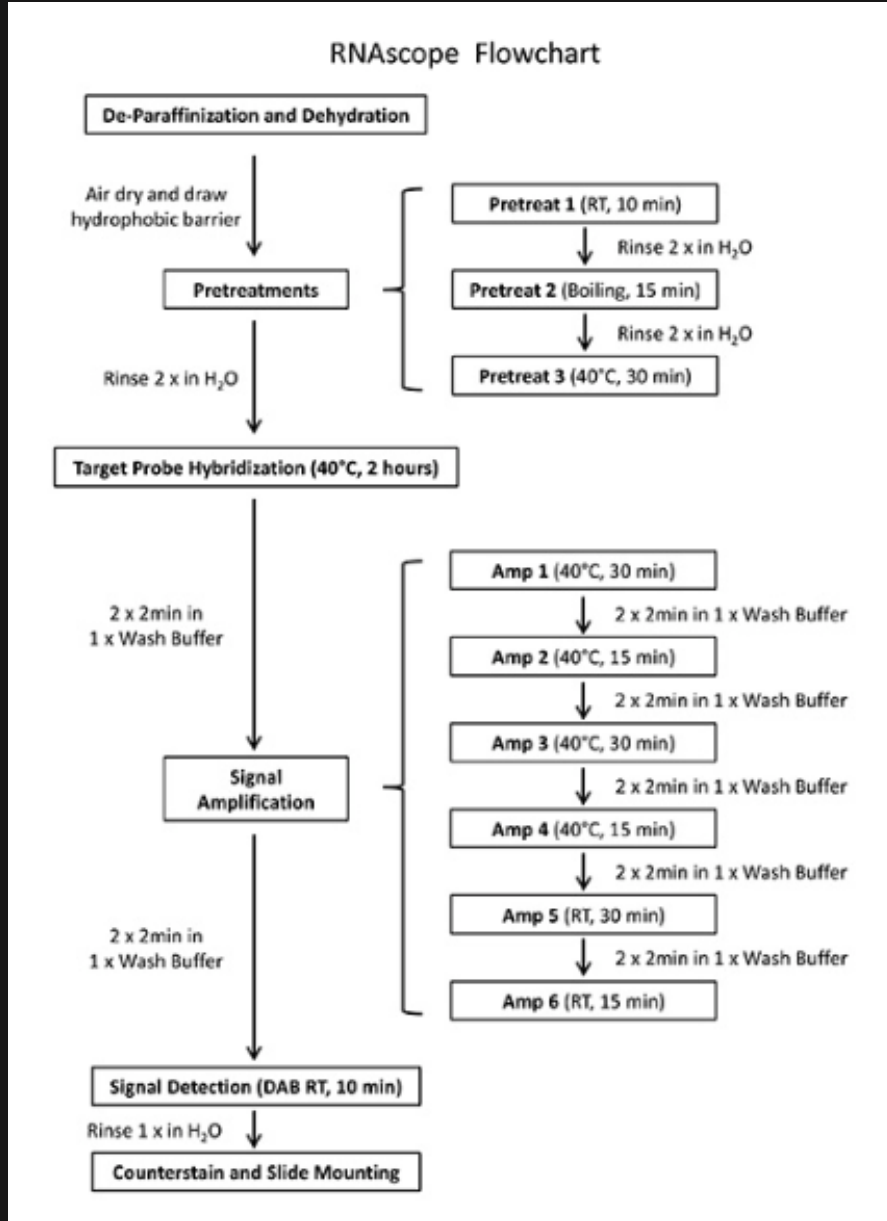 RNAscope Flowchart
De-Paraffinization and Dehydration
Air dry and draw
hydrophobic barrier
Pretreatments
Pretreat 1 (RT, 10 min)
Rinse 2 x in H₂O
Pretreat 2 (Boiling, 15 min)
Rinse 2 x in H₂O
Pretreat 3 (40°C, 30 min)
Rinse 2 x in H₂O
Target Probe Hybridization (40°C, 2 hours)
2 x 2min in
1 x Wash Buffer
Signal
Amplification
Amp 1 (40°C, 30 min)
2 x 2min in 1 x Wash Buffer
Amp 2 (40°C, 15 min)
2 x 2min in 1 x Wash Buffer
Amp 3 (40°C, 30 min)
2 x 2min in 1 x Wash Buffer
Amp 4 (40°C, 15 min)
2 x 2min in 1 x Wash Buffer
Amp 5 (RT, 30 min)
2 x 2min in 1 x Wash Buffer
Amp 6 (RT, 15 min)
2 x 2min in
1 x Wash Buffer
Signal Detection (DAB RT, 10 min)
Rinse 1 x in H₂O
Counterstain and Slide Mounting